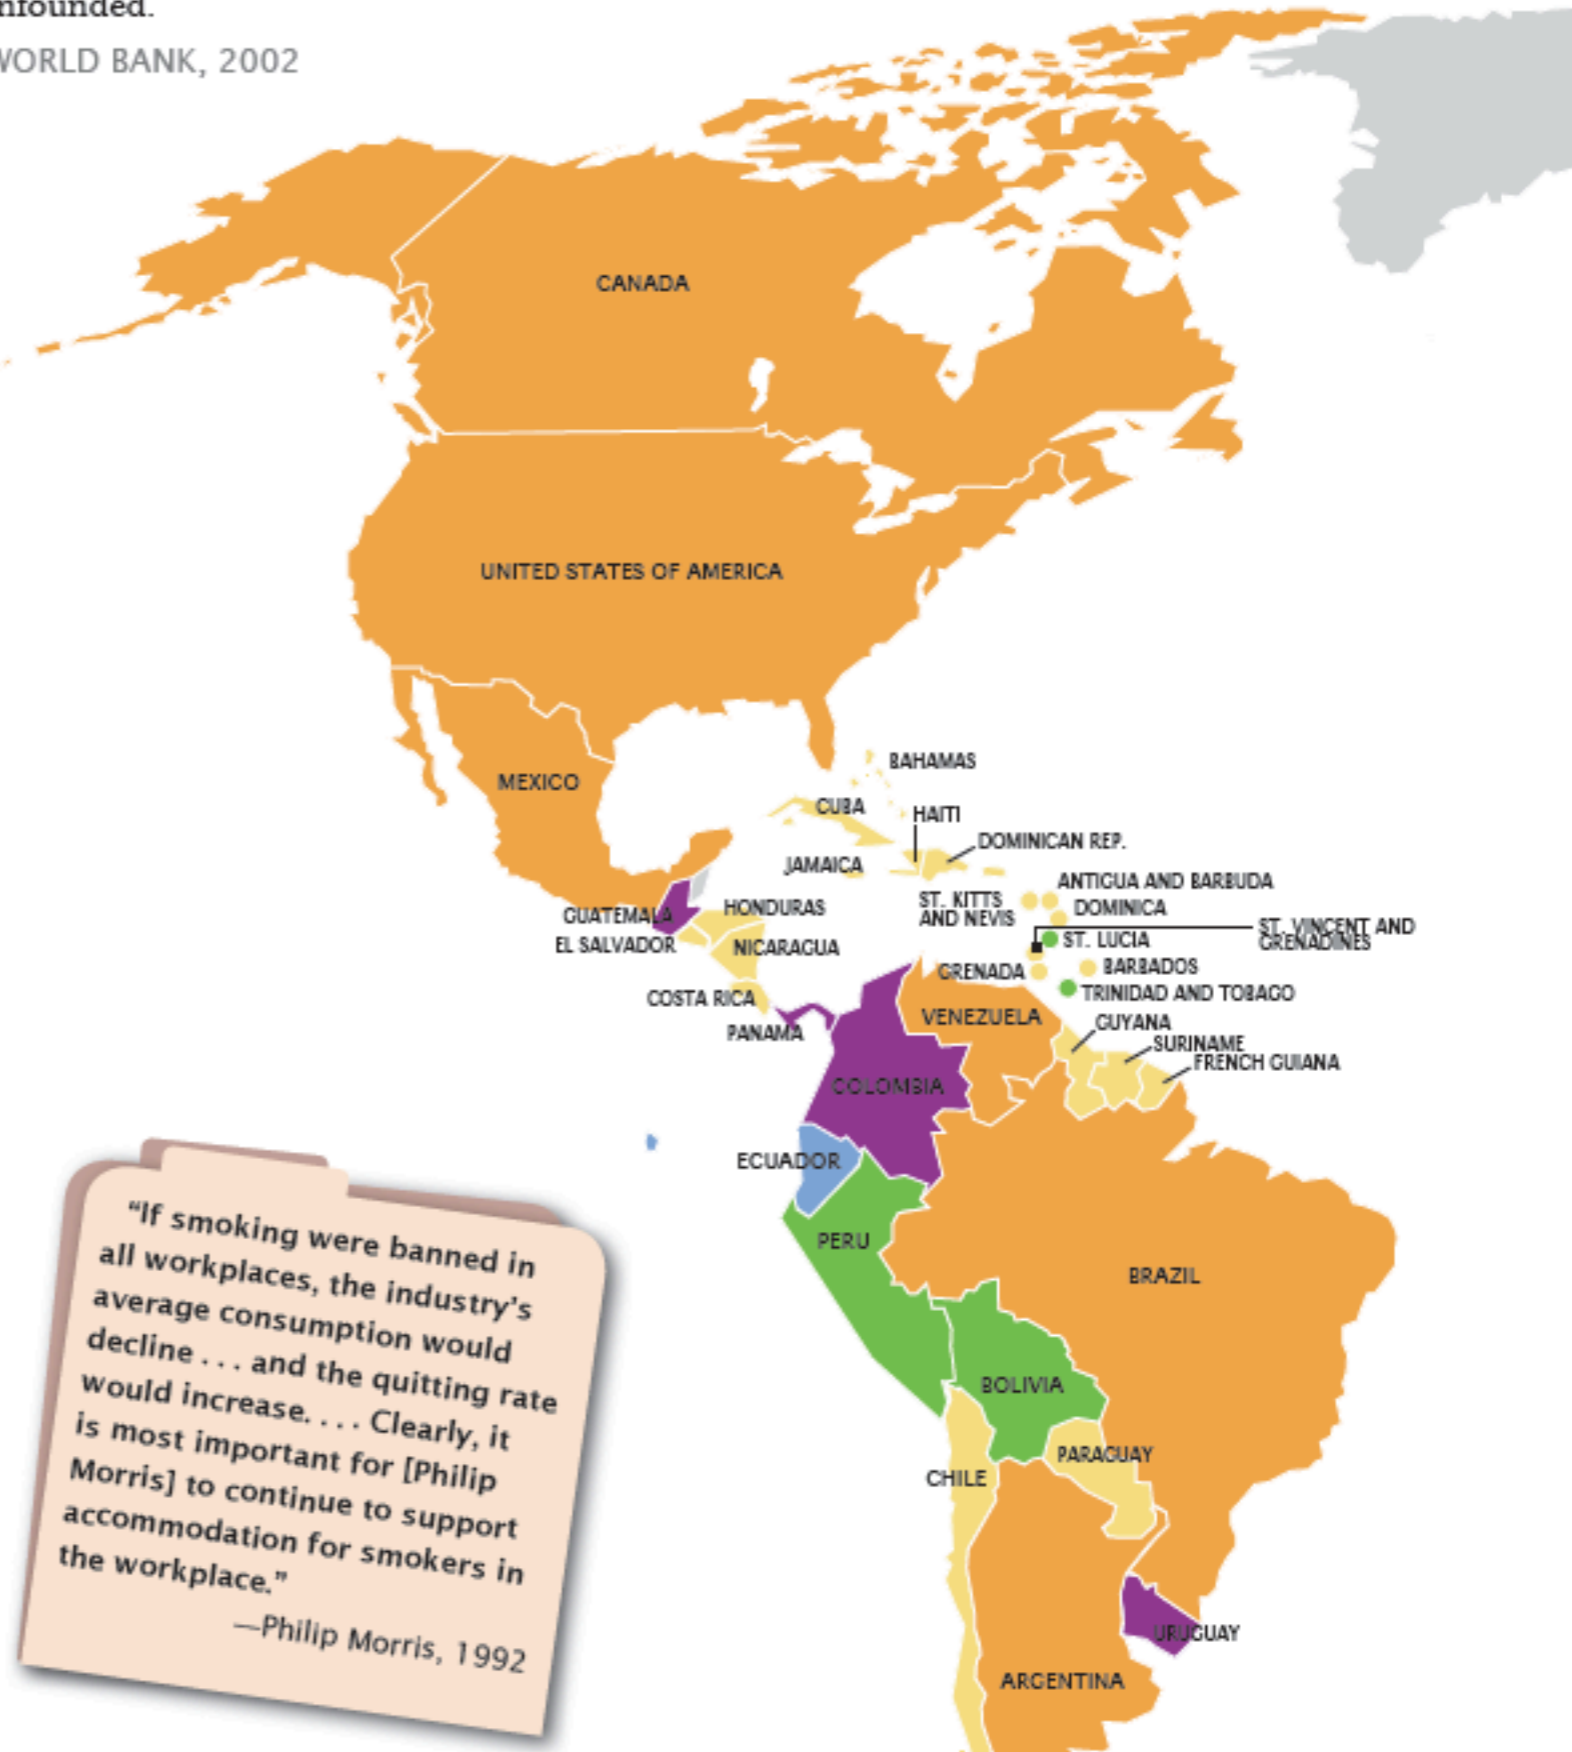 nfounded.
WORLD BANK, 2002
CANADA
UNITED STATES OF AMERICA
MEXICO
BAHAMAS
CUBA
HAITI
DOMINICAN REP.
JAMAICA
ANTIGUA AND BARBUDA
ST. KITTS
AND NEVIS
DOMINICA
GUATEMALA
HONDURAS
ST. VINCENT AND
GRENADINES
EL SALVADOR
NICARAGUA
ST. LUCIA
GRENADA
BARBADOS
COSTA RICA
TRINIDAD AND TOBAGO
PANAMA
VENEZUELA
GUYANA
SURINAME
FRENCH GUIANA
COLOMBIA
ECUADOR
PERU
BRAZIL
BOLIVIA
PARAGUAY
CHILE
URUGUAY
ARGENTINA
“If smoking were banned in
all workplaces, the industry’s
average consumption would
decline . . . and the quitting rate
would increase. . . . Clearly, it
is most important for [Philip
Morris] to continue to support
accommodation for smokers in
the workplace.”
—Philip Morris, 1992